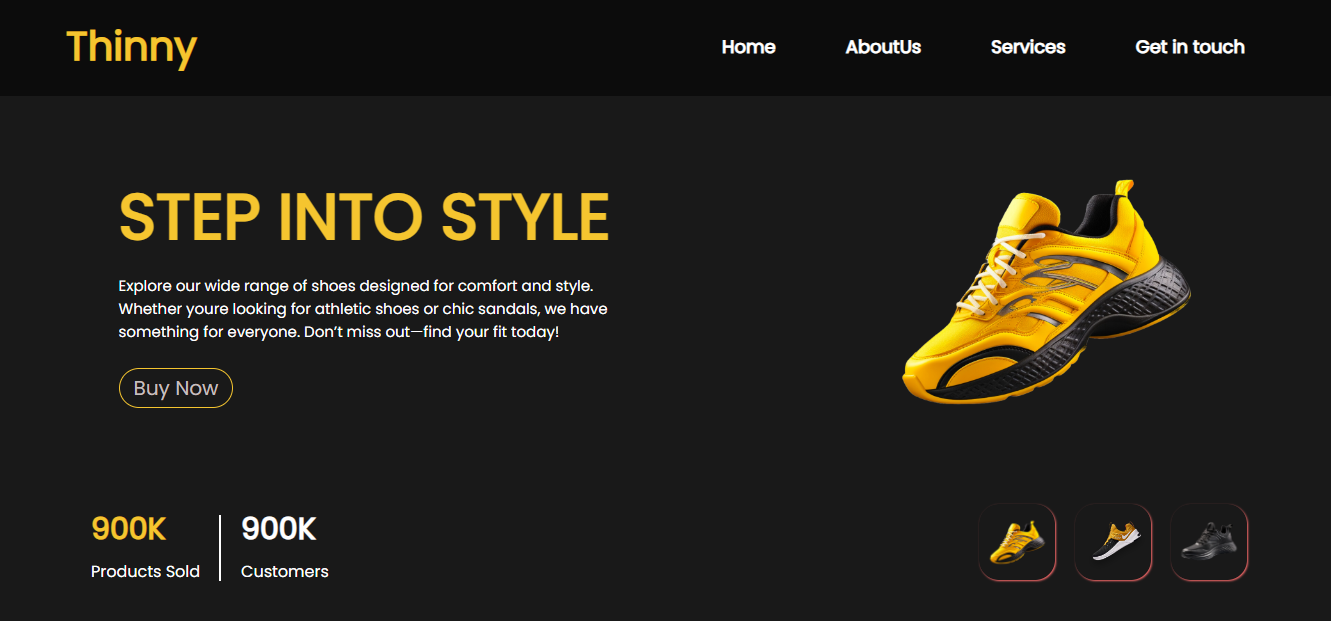 Thinny
Home
AboutUs
Services
Get in touch
STEP INTO STYLE
Explore our wide range of shoes designed for comfort and style.
Whether youre looking for athletic shoes or chic sandals, we have
something for everyone. Don’t miss out—find your fit today!
Buy Now
900K
Products Sold
900K
Customers